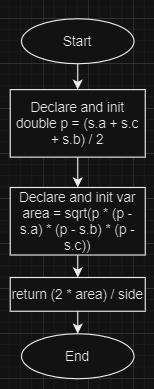 Start
Declare and init
double p = (s.a + s.c
+ s.b) / 2
Declare and init var
area = sqrt(p * (p -
s.a) * (p - s.b) * (p -
s.c))
return (2 * area) / side
End